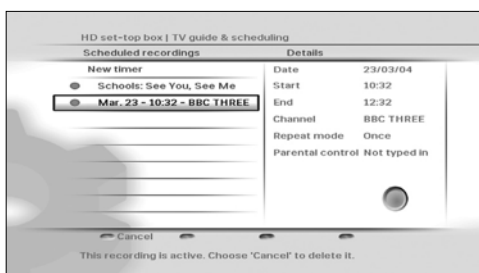 HD set-top box | TV guide & scheduling
Scheduled recordings Details
New timer
Schools: See You, See Me
Mar. 23 - 10:32 - BBC THREE
Date 23/03/04
Start 10:32
End 12:32
Channel BBC THREE
Repeat mode Once
Parental control Not typed in
Cancel
This recording is active. Choose 'Cancel' to delete it.